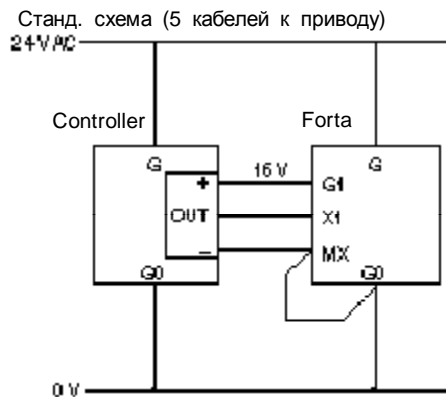 Станд. схема (5 кабелей к приводу)
24 V AC
Controller
Forta
G
G
+
16 V
G1
OUT
X1
–
MX
G0
G0
0 V